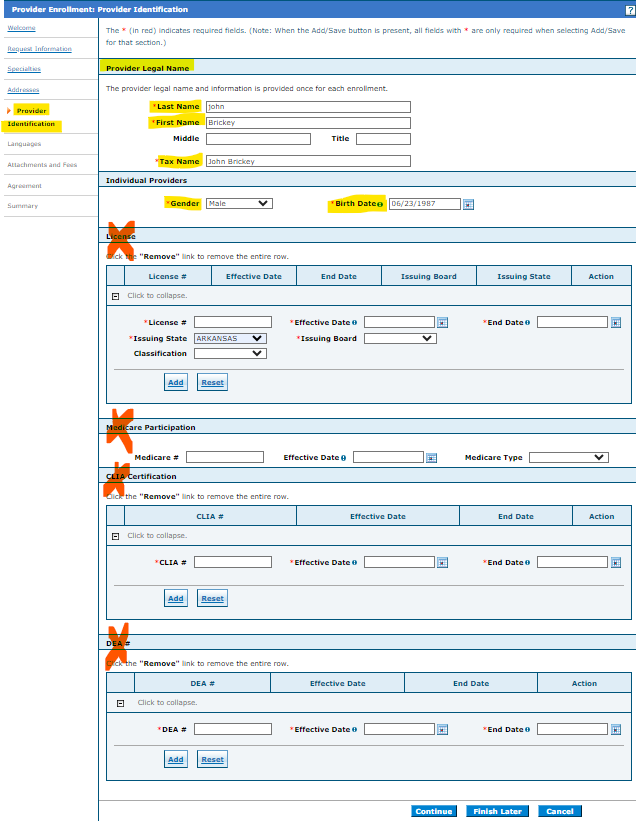 Provider Enrollment: Provider Identification
?
Welcome
Request Information
Specialties
Addresses
Provider
Identification
Languages
Attachments and Fees
Agreement
Summary
The * (in red) indicates required fields. (Note: When the Add/Save button is present, all fields with * are only required when selecting Add/Save
for that section.)
Provider Legal Name
The provider legal name and information is provided once for each enrollment.
*Last Name john
*First Name Brickey
Middle Title
*Tax Name John Brickey
Individual Providers
*Gender Male *Birth Date 06/23/1987
License
Click the "Remove" link to remove the entire row.
License # Effective Date End Date Issuing Board Issuing State Action
Click to collapse.
*License # *Effective Date *End Date
*Issuing State ARKANSAS *Issuing Board
Classification
Add Reset
Medicare Participation
Medicare # Effective Date Medicare Type
CLIA Certification
Click the "Remove" link to remove the entire row.
CLIA # Effective Date End Date Action
Click to collapse.
*CLIA # *Effective Date *End Date
Add Reset
DEA #
Click the "Remove" link to remove the entire row.
DEA # Effective Date End Date Action
Click to collapse.
*DEA # *Effective Date *End Date
Add Reset
Continue Finish Later Cancel